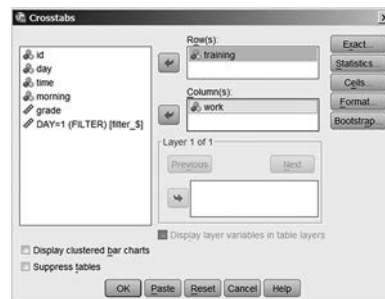 Crosstabs
id
day
time
morning
grade
DAY=1 (FILTER) [filter_$]
Row(s):
training
Column(s):
work
Layer 1 of 1
Previous
Next
Display layer variables in table layers
Exact...
Statistics...
Cells...
Format...
Bootstrap...
Display clustered bar charts
Suppress tables
OK
Paste
Reset
Cancel
Help